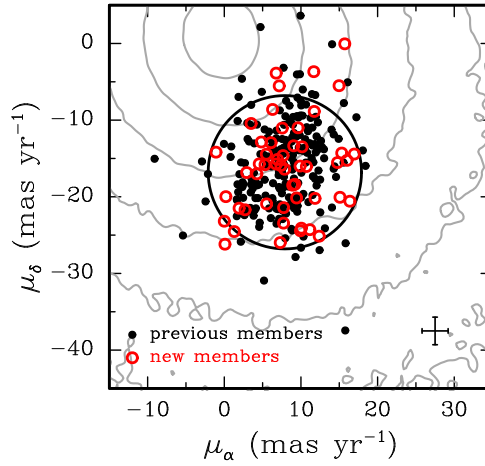 0
−10
−20
−30
−40
μδ (mas yr−1)
previous members
new members
−10 0 10 20 30
μα (mas yr−1)